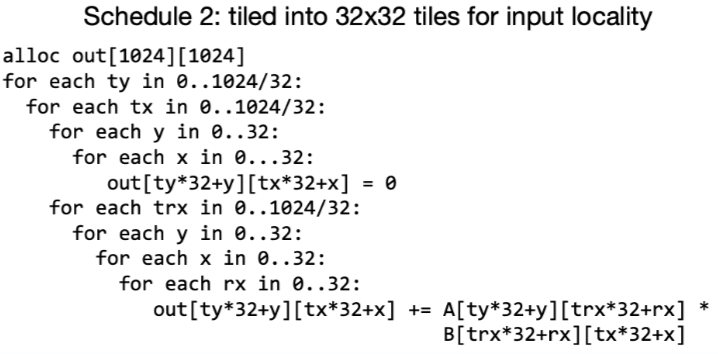 Schedule 2: tiled into 32x32 tiles for input locality
alloc out[1024][1024]
for each ty in 0..1024/32:
  for each tx in 0..1024/32:
    for each y in 0..32:
      for each x in 0...32:
         out[ty*32+y][tx*32+x] = 0
    for each trx in 0..1024/32:
      for each y in 0..32:
        for each x in 0..32:
          for each rx in 0..32:
             out[ty*32+y][tx*32+x] += A[ty*32+y][trx*32+rx] *
                                      B[trx*32+rx][tx*32+x]